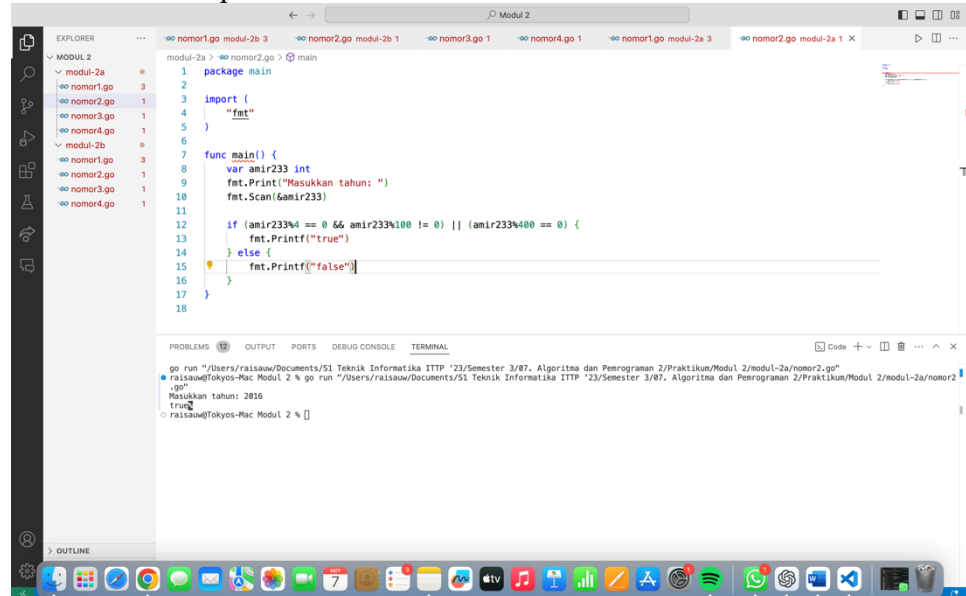 Modul 2
EXPLORER
nomor1.go modul-2b 3
nomor2.go modul-2b 1
nomor3.go 1
nomor4.go 1
nomor1.go modul-2a 3
nomor2.go modul-2a 1
MODUL 2
modul-2a
nomor1.go 3
nomor2.go 1
nomor3.go 1
nomor4.go 1
modul-2b
nomor1.go 3
nomor2.go 1
nomor3.go 1
nomor4.go 1
OUTLINE
modul-2a > nomor2.go > main
1 package main
2
3 import (
4 "fmt"
5 )
6
7 func main() {
8 var amir233 int
9 fmt.Print("Masukkan tahun: ")
10 fmt.Scan(&amir233)
11
12 if (amir233%4 == 0 && amir233%100 != 0) || (amir233%400 == 0) {
13 fmt.Printf("true")
14 } else {
15 fmt.Printf("false")
16 }
17 }
18
PROBLEMS 12 OUTPUT PORTS DEBUG CONSOLE TERMINAL
Code
go run "/Users/raisauw/Documents/S1 Teknik Informatika ITTP '23/Semester 3/07. Algoritma dan Pemrograman 2/Praktikum/Modul 2/modul-2a/nomor2.go"
raisauw@Tokyos-Mac Modul 2 % go run "/Users/raisauw/Documents/S1 Teknik Informatika ITTP '23/Semester 3/07. Algoritma dan Pemrograman 2/Praktikum/Modul 2/modul-2a/nomor2
.go"
Masukkan tahun: 2016
true%
raisauw@Tokyos-Mac Modul 2 %
OCT
7
tv